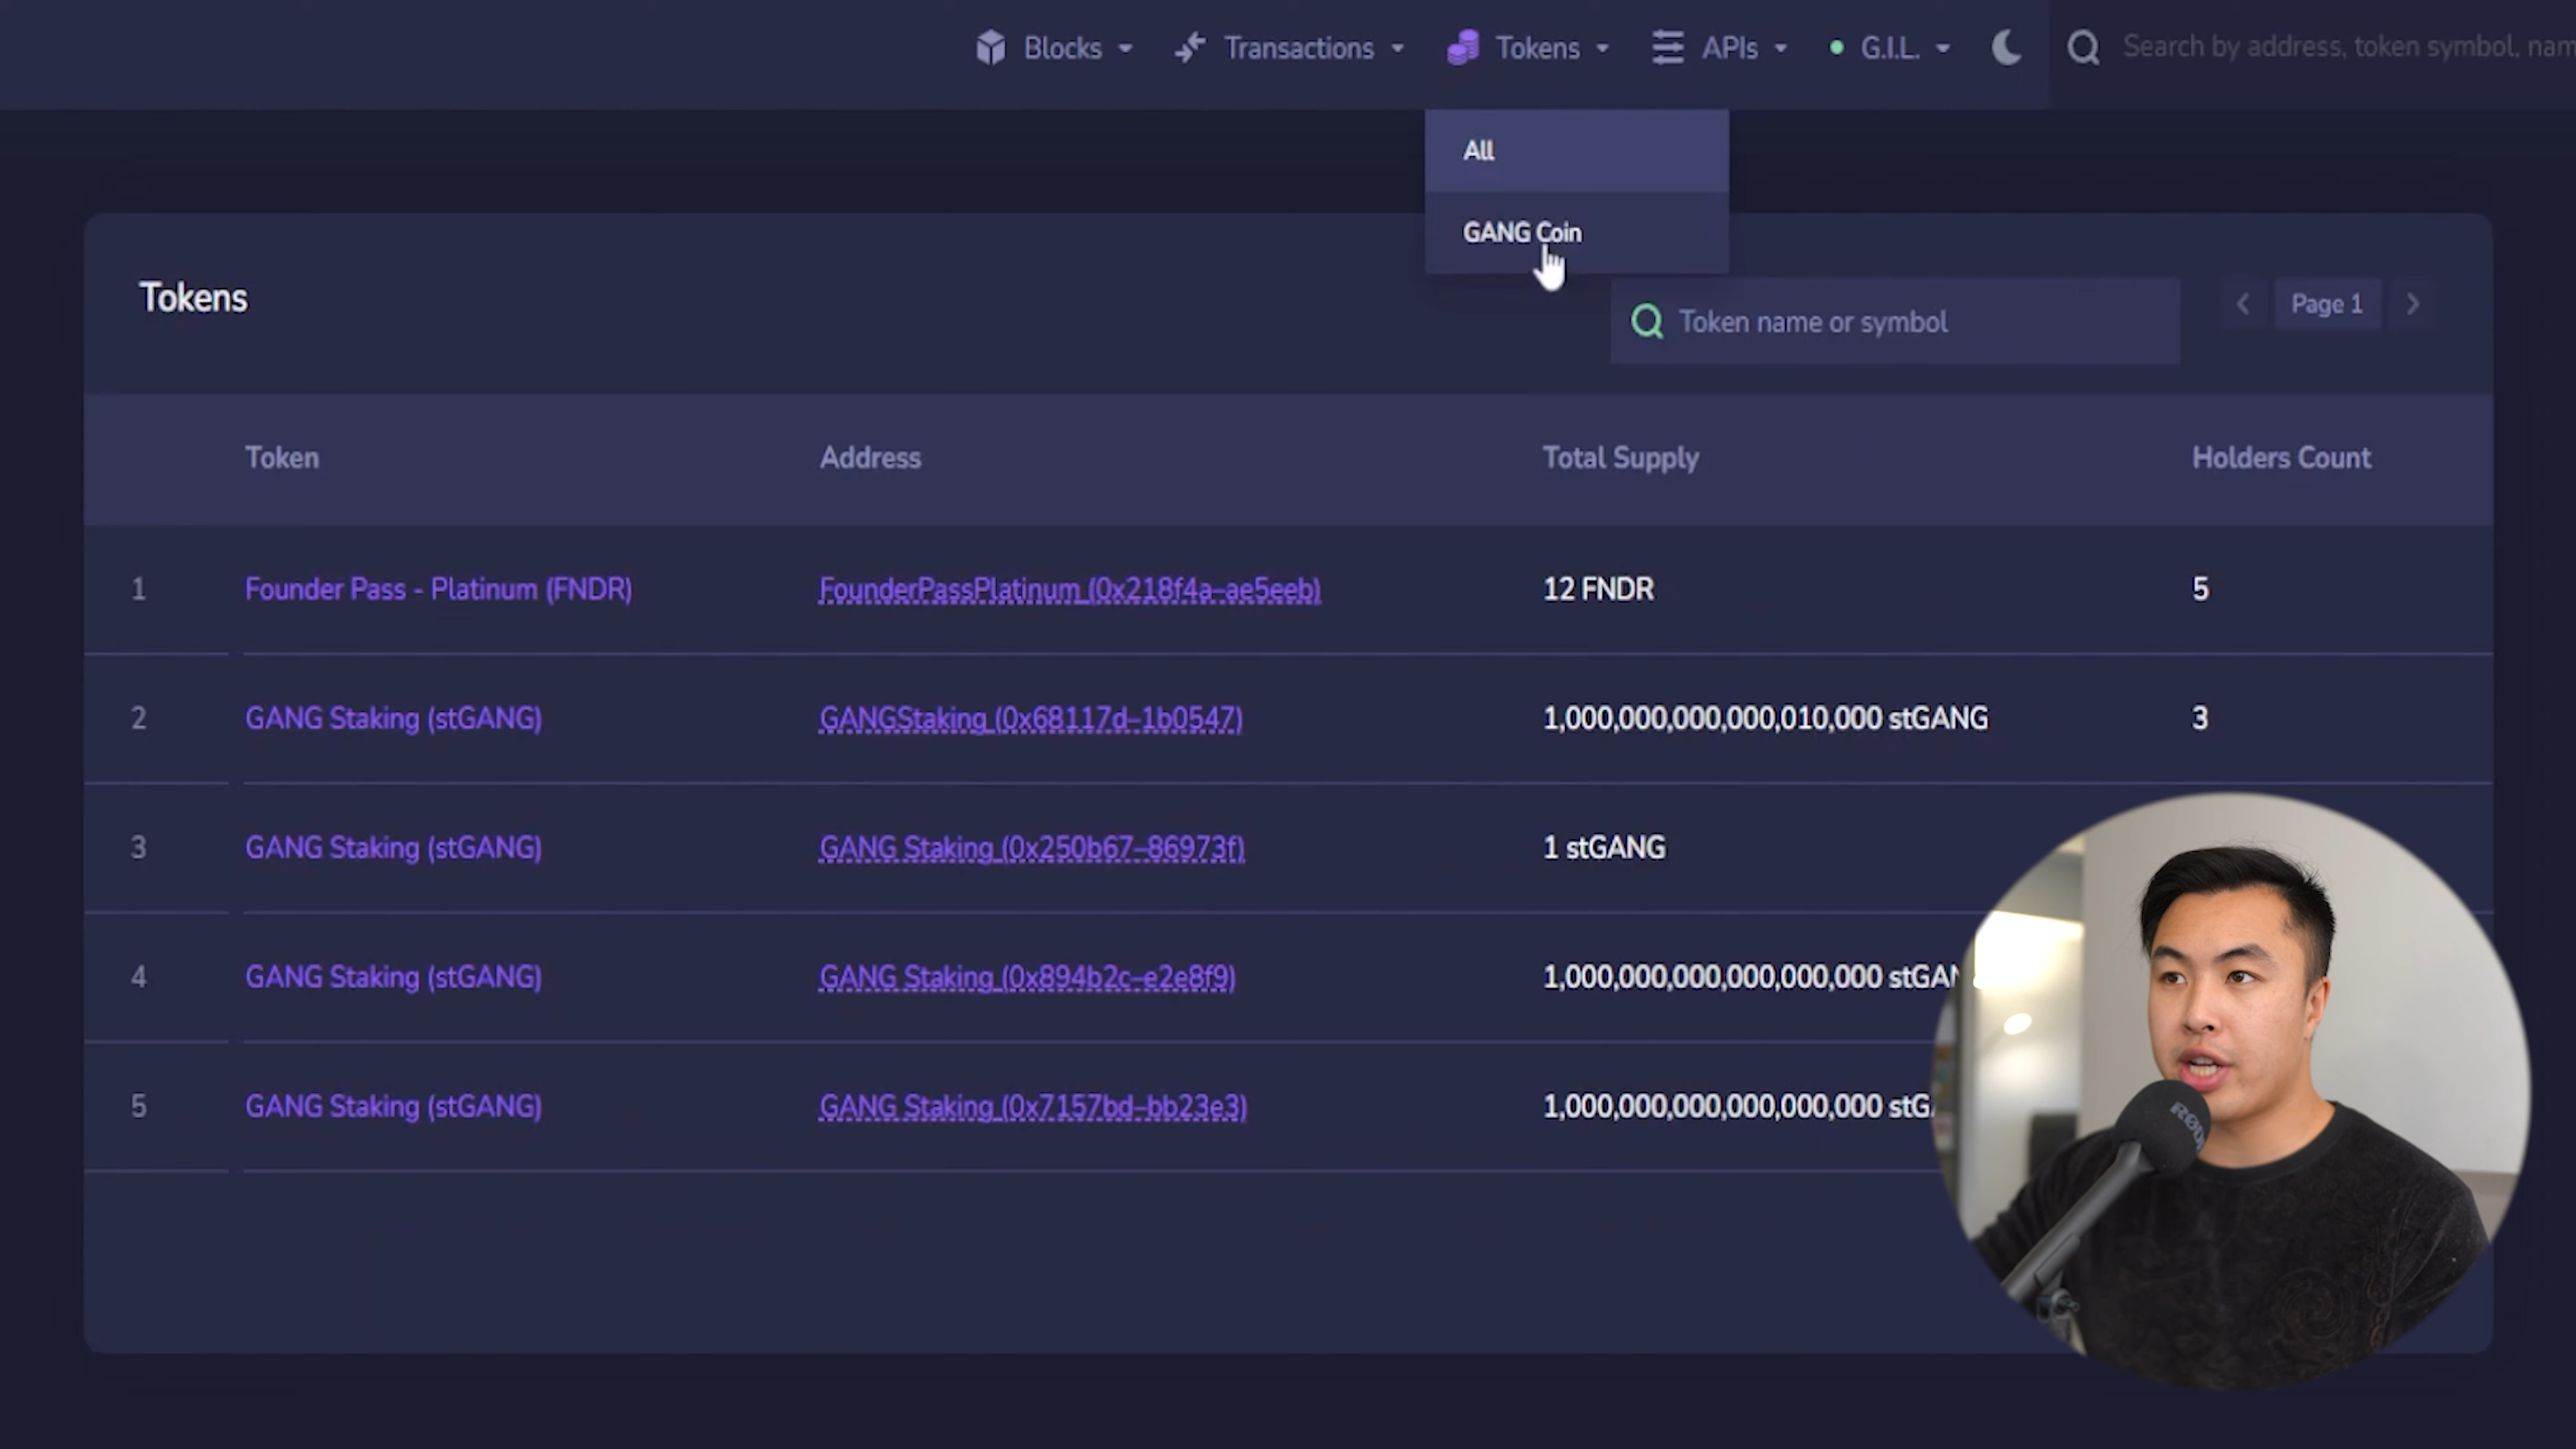 Blocks Transactions Tokens APIs G.I.L. Search by address, token symbol, nam
All
GANG Coin
Tokens
Token name or symbol
Page 1
Token Address Total Supply Holders Count
1 Founder Pass - Platinum (FNDR) FounderPassPlatinum (0x218f4a–ae5eeb) 12 FNDR 5
2 GANG Staking (stGANG) GANGStaking (0x68117d–1b0547) 1,000,000,000,000,010,000 stGANG 3
3 GANG Staking (stGANG) GANG Staking (0x250b67–86973f) 1 stGANG
4 GANG Staking (stGANG) GANG Staking (0x894b2c–e2e8f9) 1,000,000,000,000,000,000 stGAN
5 GANG Staking (stGANG) GANG Staking (0x7157bd–bb23e3) 1,000,000,000,000,000,000 stGA
RØDE